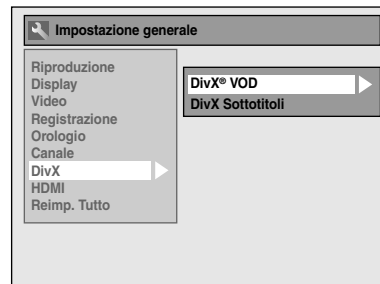 Impostazione generale
Riproduzione
Display
Video
Registrazione
Orologio
Canale
DivX
HDMI
Reimp. Tutto
DivX® VOD
DivX Sottotitoli